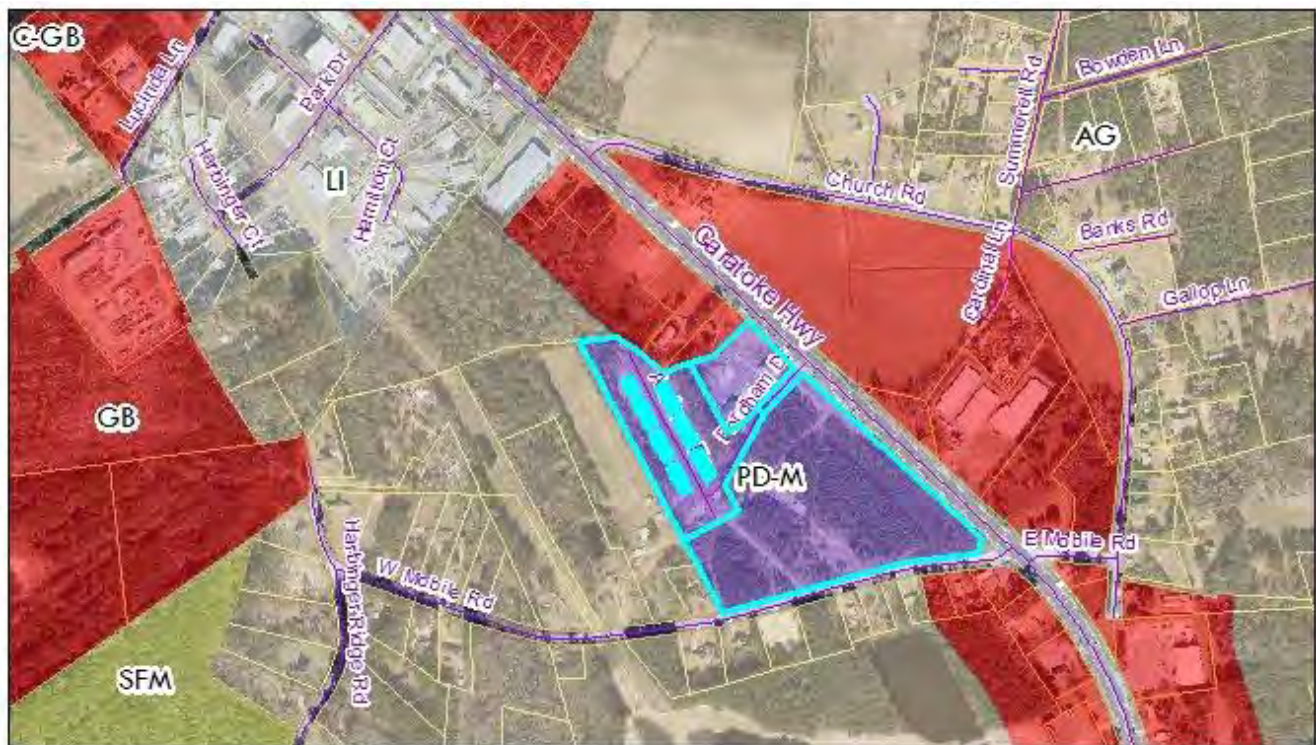 C-GB
Lucinda Ln
Park Dr
Harbinger Ct
LI
Hamilton Ct
Summerell Rd
Bowden Ln
AG
Church Rd
Banks Rd
Cardinal Ln
Gallop Ln
Caratoke Hwy
GB
PD-M
E Mobile Rd
W Mobile Rd
Harbinger Ridge Rd
SFM